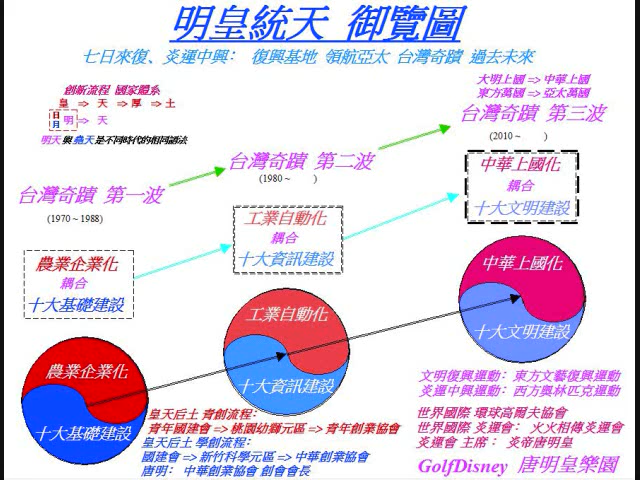 明皇統天 御覽圖
七日來復、炎運中興： 復興基地 領航亞太 台灣奇蹟 過去未來
創新流程 國家體系
皇 => 天 => 厚 => 土
日月 明 => 天
明天 與 堯天 是不同時代的相同語法
大明上國 => 中華上國
東方萬國 => 亞太萬國
台灣奇蹟 第三波
(2010 ~ )
台灣奇蹟 第二波
(1980 ~ )
台灣奇蹟 第一波
(1970 ~ 1988)
中華上國化
耦合
十大文明建設
工業自動化
耦合
十大資訊建設
農業企業化
耦合
十大基礎建設
中華上國化
十大文明建設
工業自動化
十大資訊建設
農業企業化
十大基礎建設
皇天后土 青創流程：
青年國建會 => 桃園幼獅元區 => 青年創業協會
皇天后土 學創流程：
國建會 => 新竹科學元區 => 中華創業協會
唐明： 中華創業協會 創會會長
文明復興運動： 東方文藝復興運動
炎運中興運動： 西方奧林匹克運動
世界國際 環球高爾夫協會
世界國際 炎運會： 火火相傳炎運會
炎運會 主席： 炎帝唐明皇
GolfDisney 唐明皇樂園